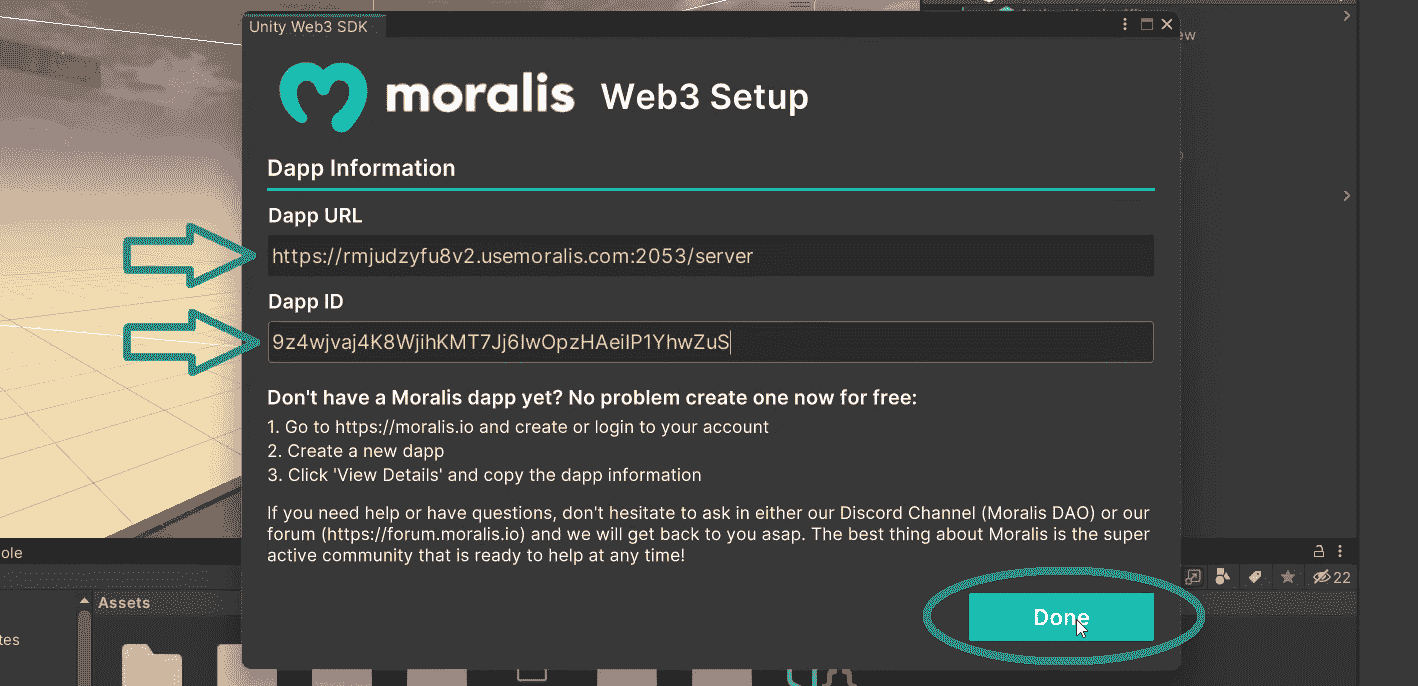 Unity Web3 SDK
ew
moralis Web3 Setup
Dapp Information
Dapp URL
https://rmjudzyfu8v2.usemoralis.com:2053/server
Dapp ID
9z4wjvaj4K8WjihKMT7Jj6IwOpzHAeiIP1YhwZuS
Don't have a Moralis dapp yet? No problem create one now for free:
1. Go to https://moralis.io and create or login to your account
2. Create a new dapp
3. Click 'View Details' and copy the dapp information
If you need help or have questions, don't hesitate to ask in either our Discord Channel (Moralis DAO) or our
forum (https://forum.moralis.io) and we will get back to you asap. The best thing about Moralis is the super
active community that is ready to help at any time!
ole
22
Assets
Done
tes